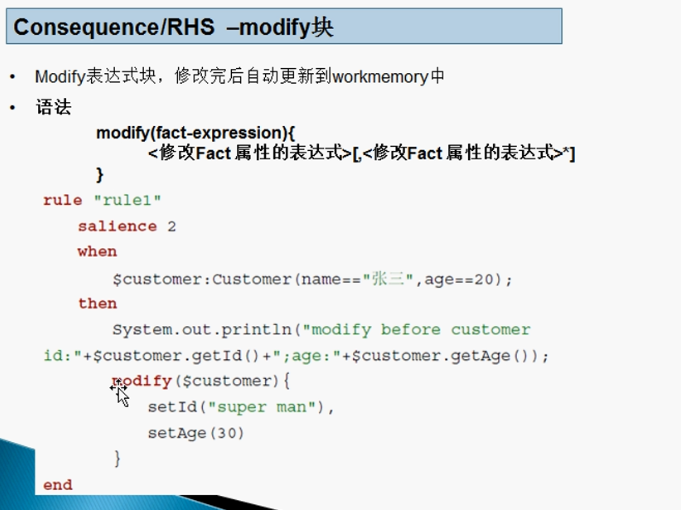 Consequence/RHS –modify块
• Modify表达式块，修改完后自动更新到workmemory中
• 语法
modify(fact-expression){
<修改Fact 属性的表达式>[,<修改Fact 属性的表达式>*]
}
rule "rule1"
salience 2
when
$customer:Customer(name=="张三",age==20);
then
System.out.println("modify before customer
id:"+$customer.getId()+";age:"+$customer.getAge());
modify($customer){
setId("super man"),
setAge(30)
}
end